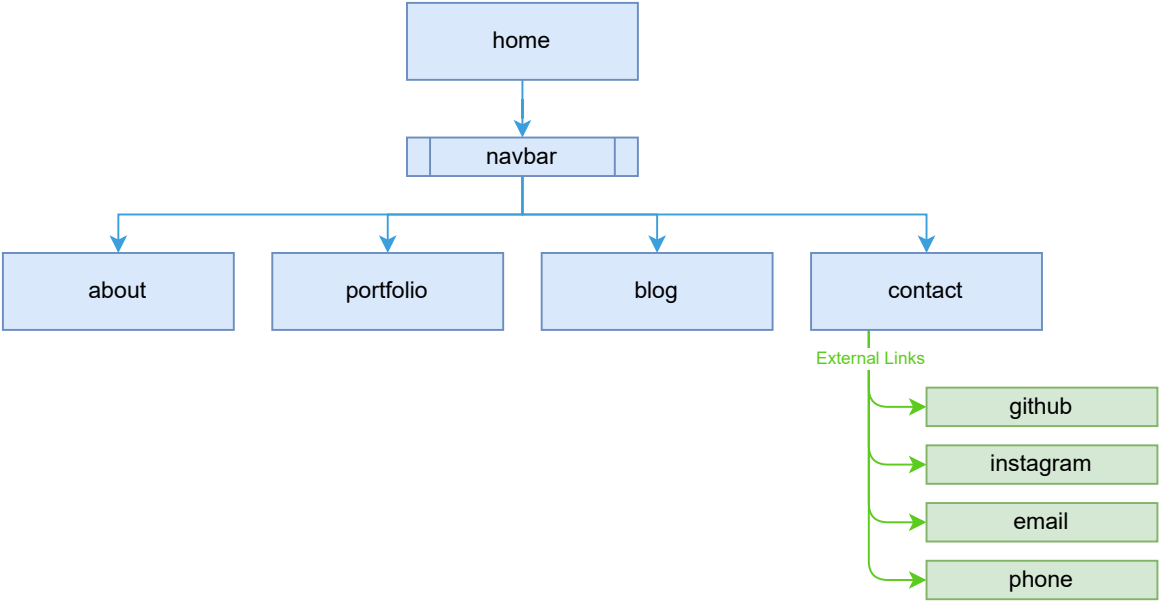 home
navbar
about
portfolio
blog
contact
External Links
github
instagram
email
phone